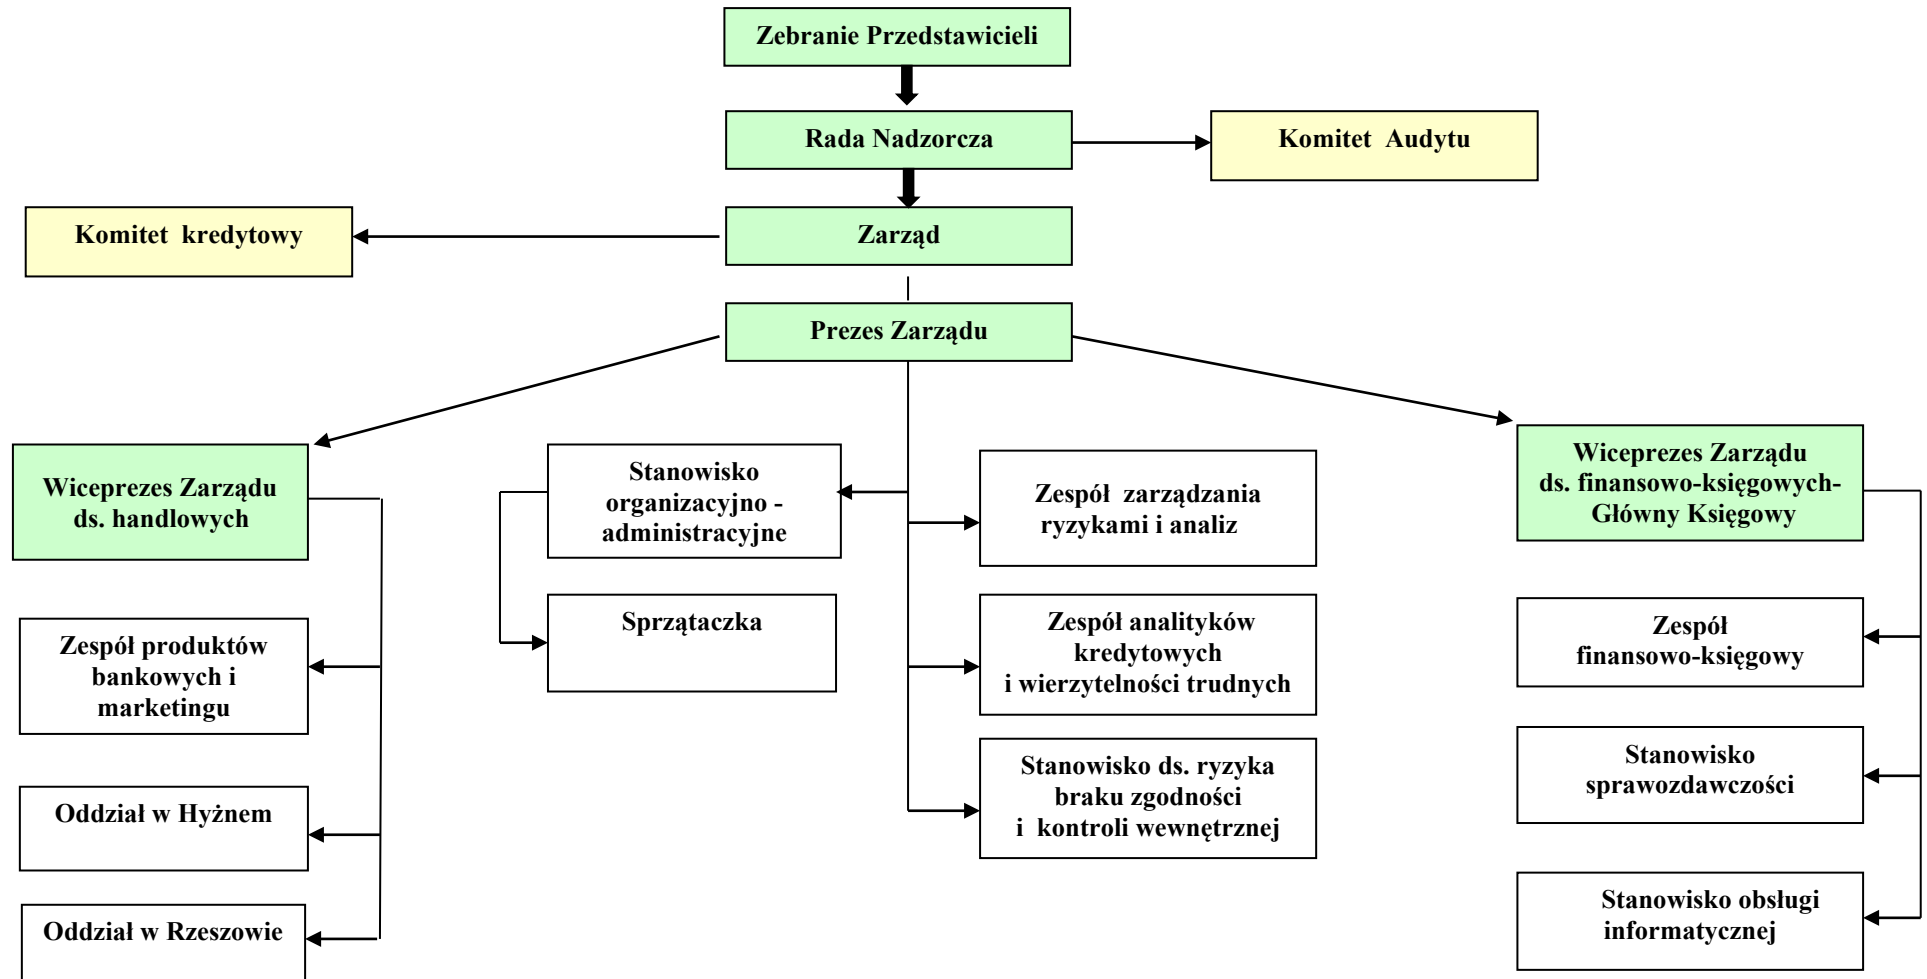 Zebranie Przedstawicieli
Rada Nadzorcza
Komitet Audytu
Komitet kredytowy
Zarząd
Prezes Zarządu
Wiceprezes Zarządu
ds. handlowych
Stanowisko
organizacyjno -
administracyjne
Zespół zarządzania
ryzykami i analiz
Wiceprezes Zarządu
ds. finansowo-księgowych-
Główny Księgowy
Zespół produktów
bankowych i
marketingu
Sprzątaczka
Zespół analityków
kredytowych
i wierzytelności trudnych
Zespół
finansowo-księgowy
Oddział w Hyżnem
Stanowisko ds. ryzyka
braku zgodności
i kontroli wewnętrznej
Stanowisko
sprawozdawczości
Oddział w Rzeszowie
Stanowisko obsługi
informatycznej